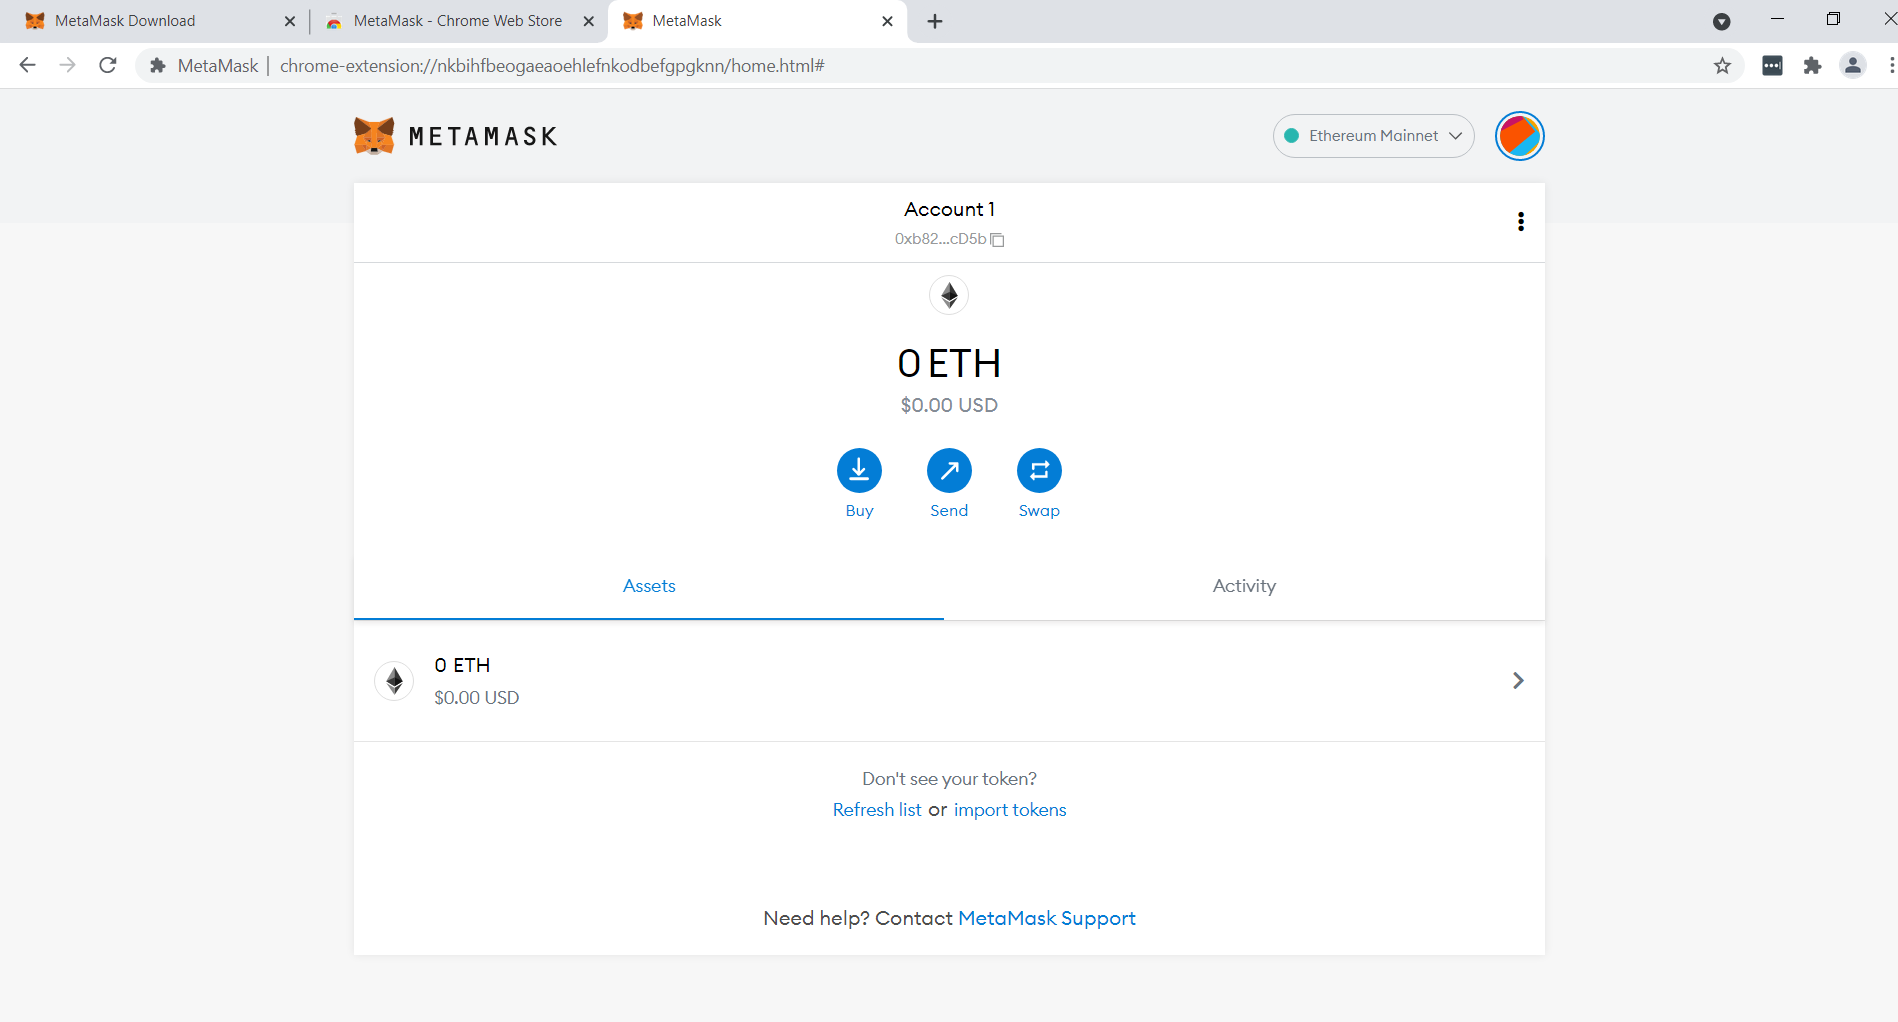 MetaMask Download
MetaMask - Chrome Web Store
MetaMask
MetaMask | chrome-extension://nkbihfbeogaeaoehlefnkodbefgpgknn/home.html#
METAMASK
Ethereum Mainnet
Account 1
0xb82...cD5b
0 ETH
$0.00 USD
Buy
Send
Swap
Assets
Activity
0 ETH
$0.00 USD
Don't see your token?
Refresh list or import tokens
Need help? Contact MetaMask Support